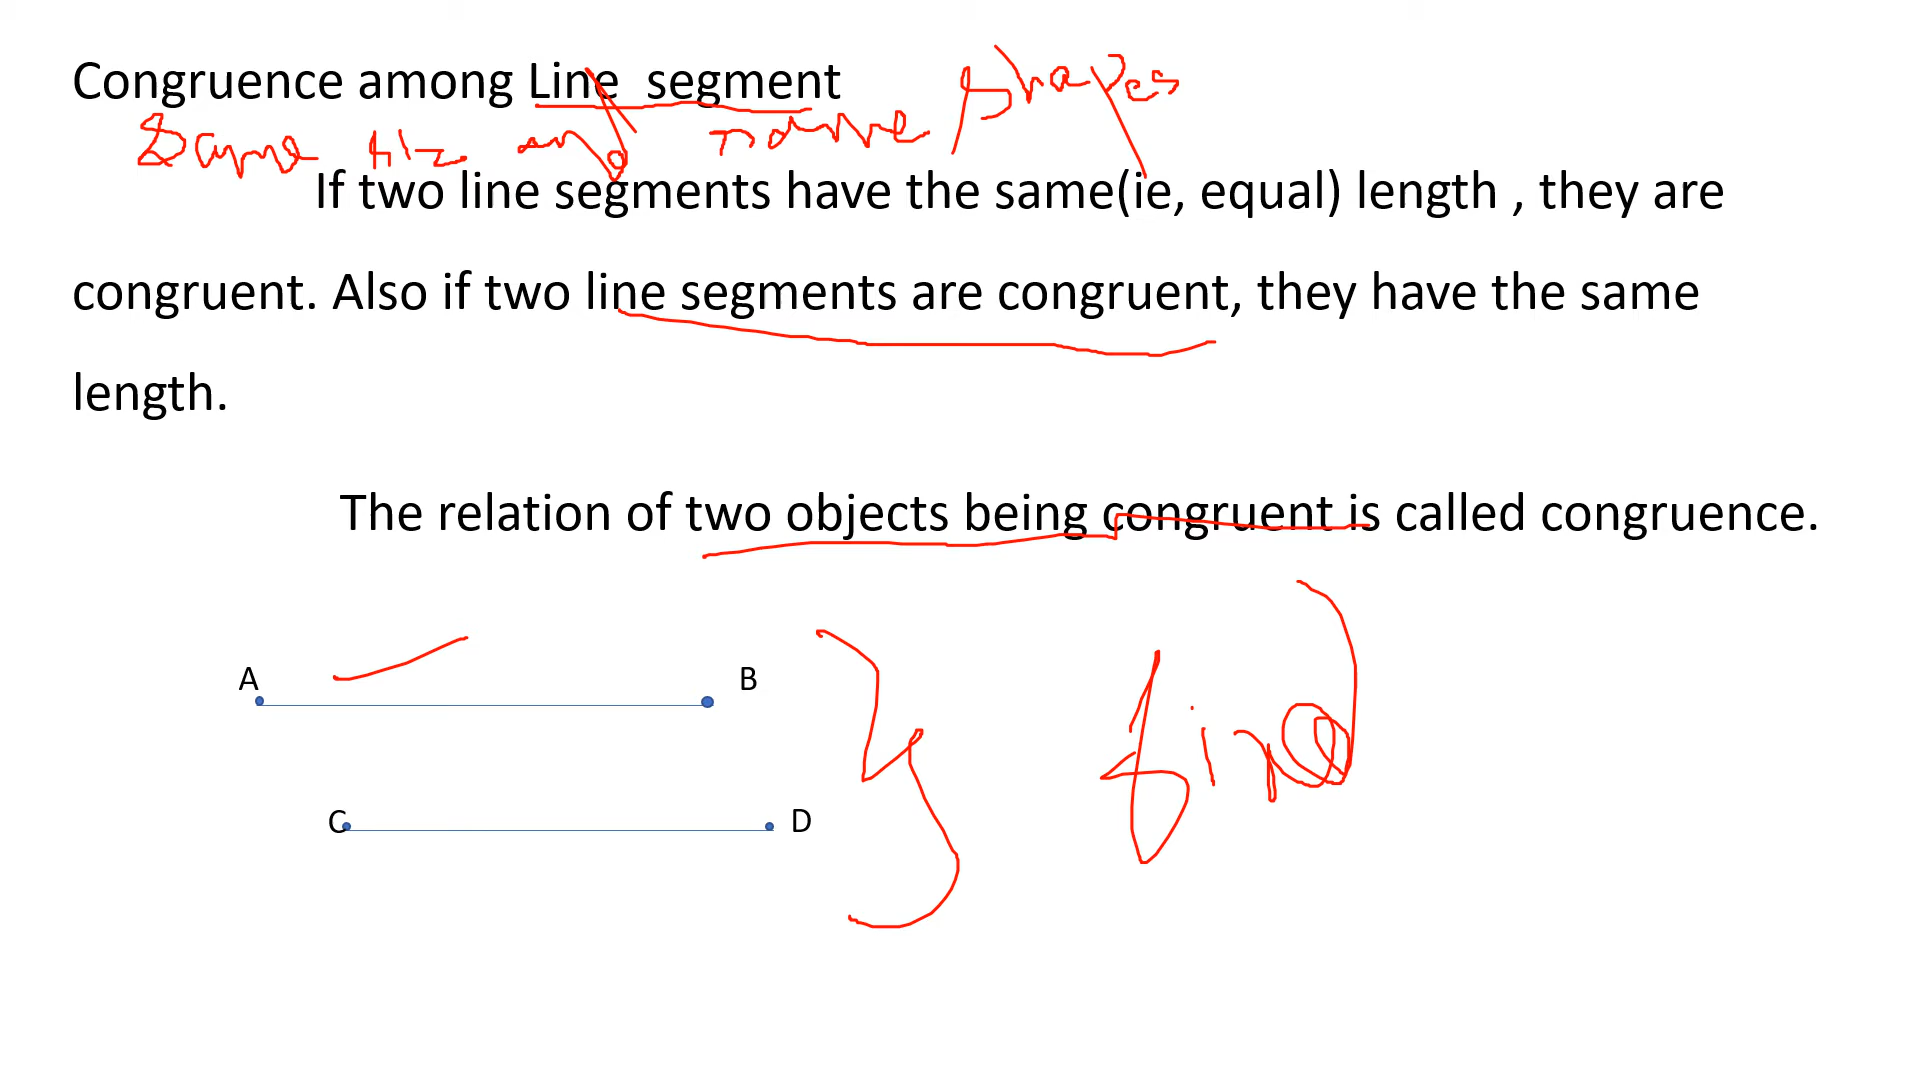 Congruence among Line segment
Same and same shapes
If two line segments have the same(ie, equal) length , they are
congruent. Also if two line segments are congruent, they have the same
length.
The relation of two objects being congruent is called congruence.
A B
C D
find